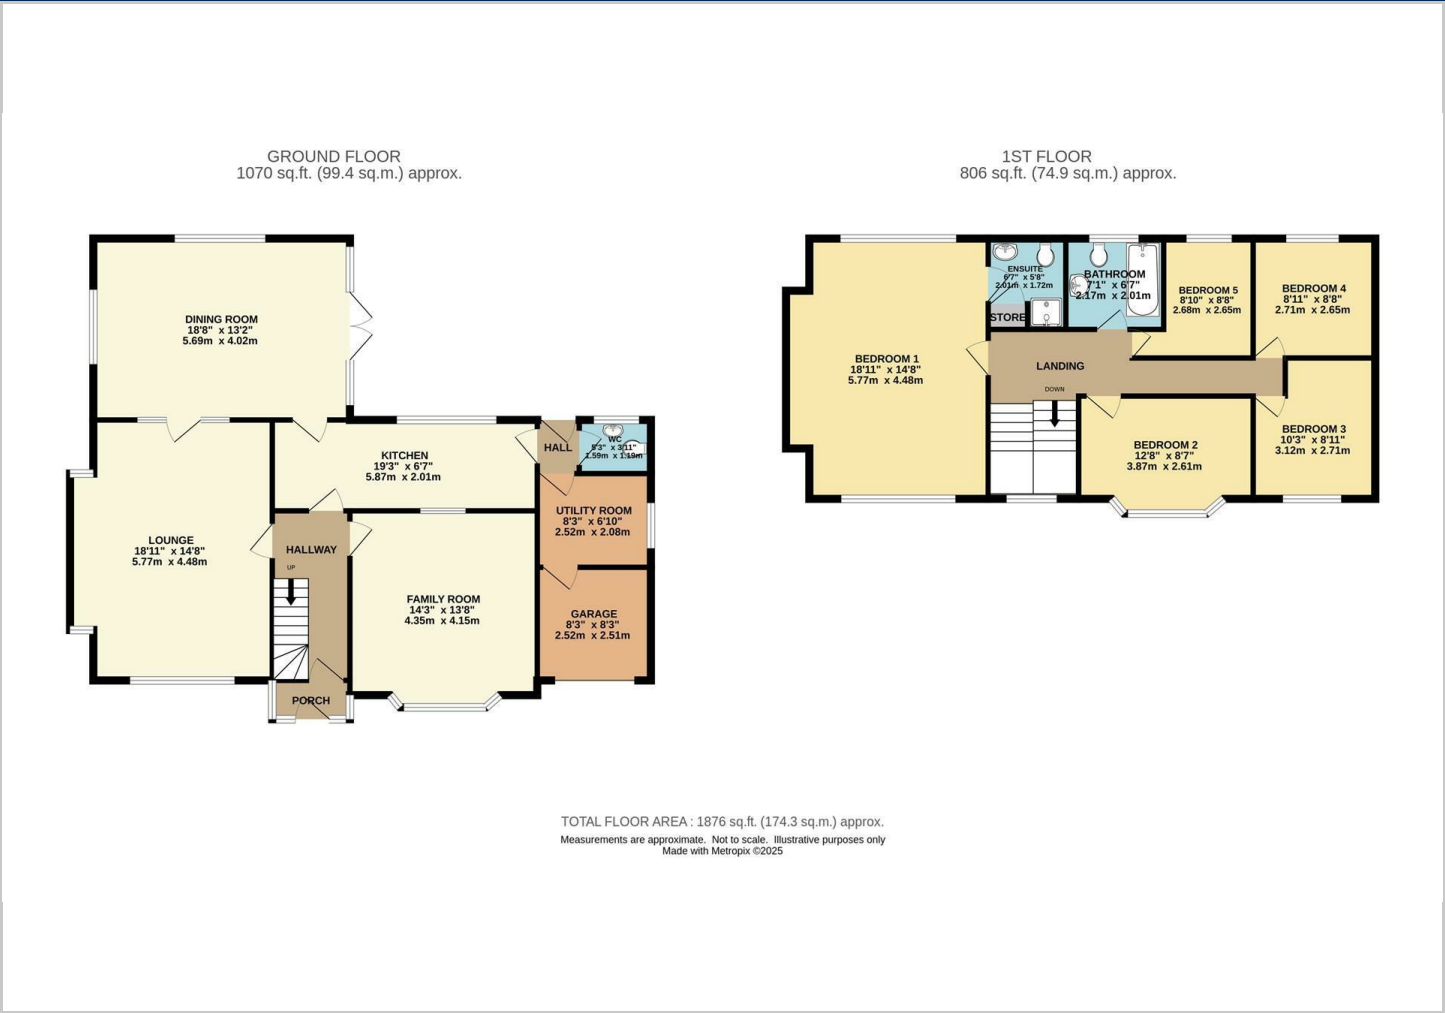 GROUND FLOOR
1070 sq.ft. (99.4 sq.m.) approx.
DINING ROOM
18'8" x 13'2"
5.69m x 4.02m
KITCHEN
19'3" x 6'7"
5.87m x 2.01m
HALL
WC
5'3" x 3'11"
1.59m x 1.19m
UTILITY ROOM
8'3" x 6'10"
2.52m x 2.08m
LOUNGE
18'11" x 14'8"
5.77m x 4.48m
HALLWAY
UP
FAMILY ROOM
14'3" x 13'8"
4.35m x 4.15m
GARAGE
8'3" x 8'3"
2.52m x 2.51m
PORCH
1ST FLOOR
806 sq.ft. (74.9 sq.m.) approx.
BEDROOM 1
18'11" x 14'8"
5.77m x 4.48m
ENSUITE
6'7" x 5'8"
2.01m x 1.72m
STORE
BATHROOM
7'1" x 6'7"
2.17m x 2.01m
BEDROOM 5
8'10" x 8'8"
2.68m x 2.65m
BEDROOM 4
8'11" x 8'8"
2.71m x 2.65m
LANDING
DOWN
BEDROOM 2
12'8" x 8'7"
3.87m x 2.61m
BEDROOM 3
10'3" x 8'11"
3.12m x 2.71m
TOTAL FLOOR AREA : 1876 sq.ft. (174.3 sq.m.) approx.
Measurements are approximate. Not to scale. Illustrative purposes only
Made with Metropix ©2025